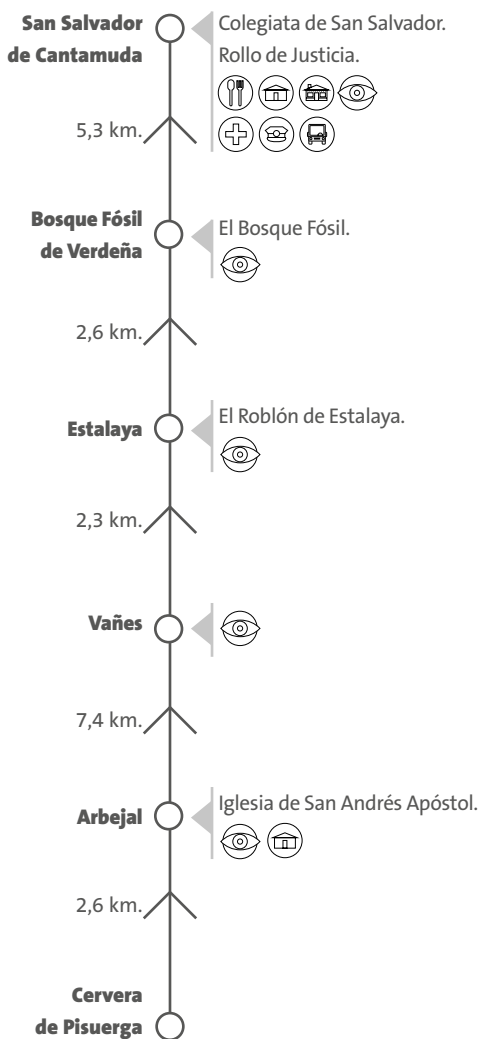 San Salvador
de Cantamuda
Colegiata de San Salvador.
Rollo de Justicia.
5,3 km.
Bosque Fósil
de Verdeña
El Bosque Fósil.
2,6 km.
Estalaya
El Roblón de Estalaya.
2,3 km.
Vañes
7,4 km.
Arbejal
Iglesia de San Andrés Apóstol.
2,6 km.
Cervera
de Pisuerga